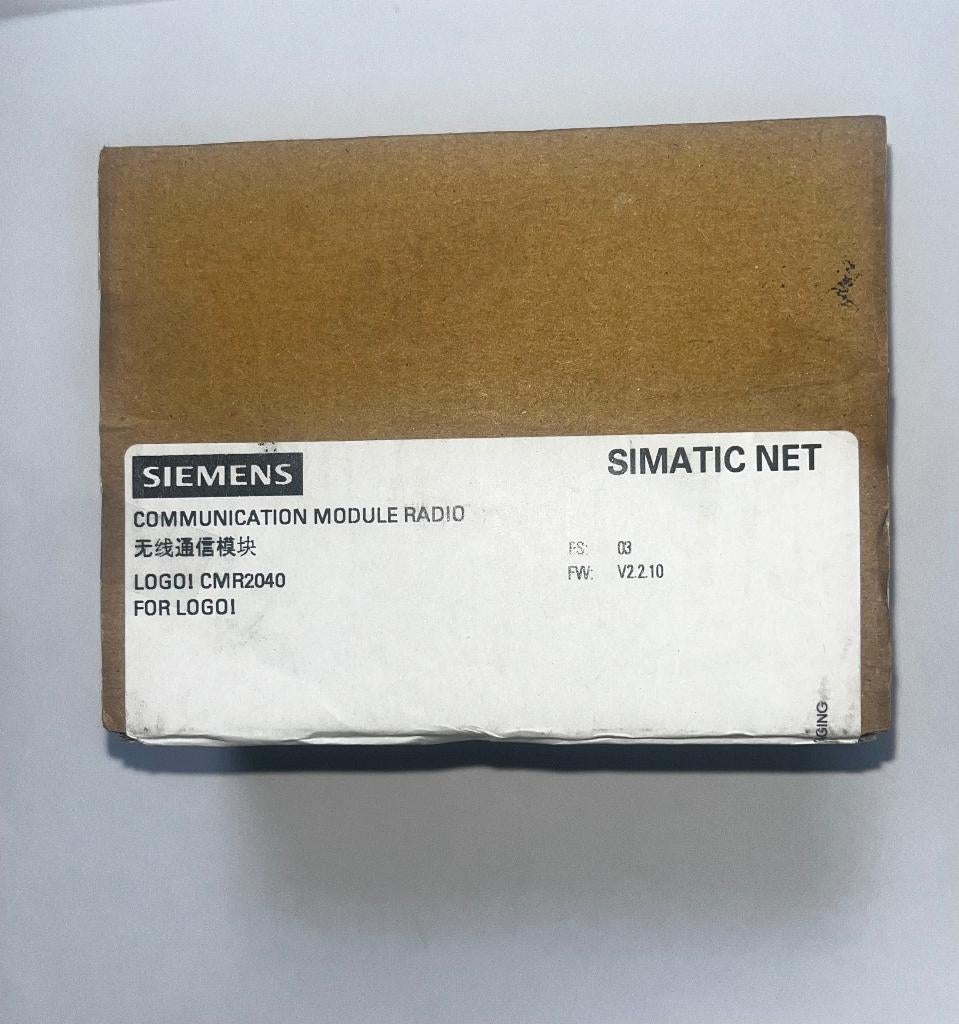 SIEMENS
SIMATIC NET
COMMUNICATION MODULE RADIO
无线通信模块
LOGO! CMR2040
FOR LOGO!
FS: 03
FW: V2.2.10